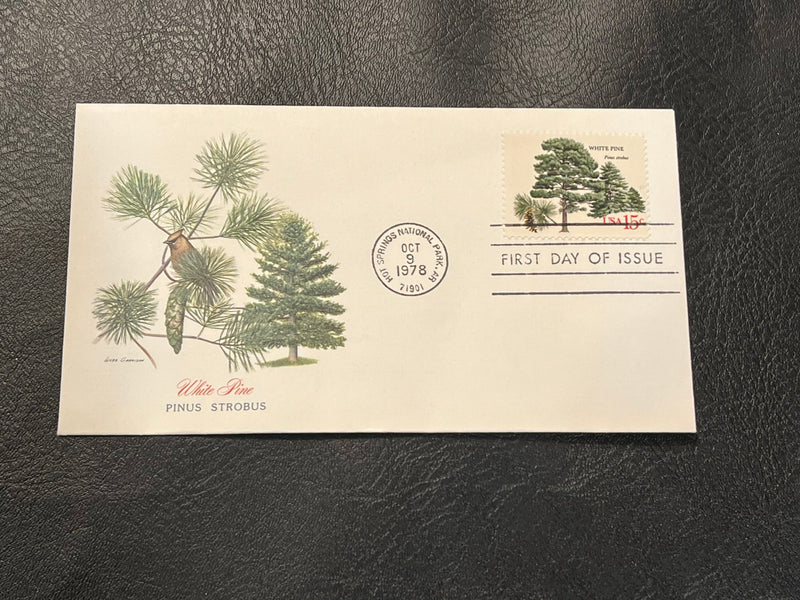 WHITE PINE
Pinus strobus
USA 15c
HOT SPRINGS NATIONAL PARK, AR
OCT
9
1978
71901
FIRST DAY OF ISSUE
White Pine
PINUS STROBUS